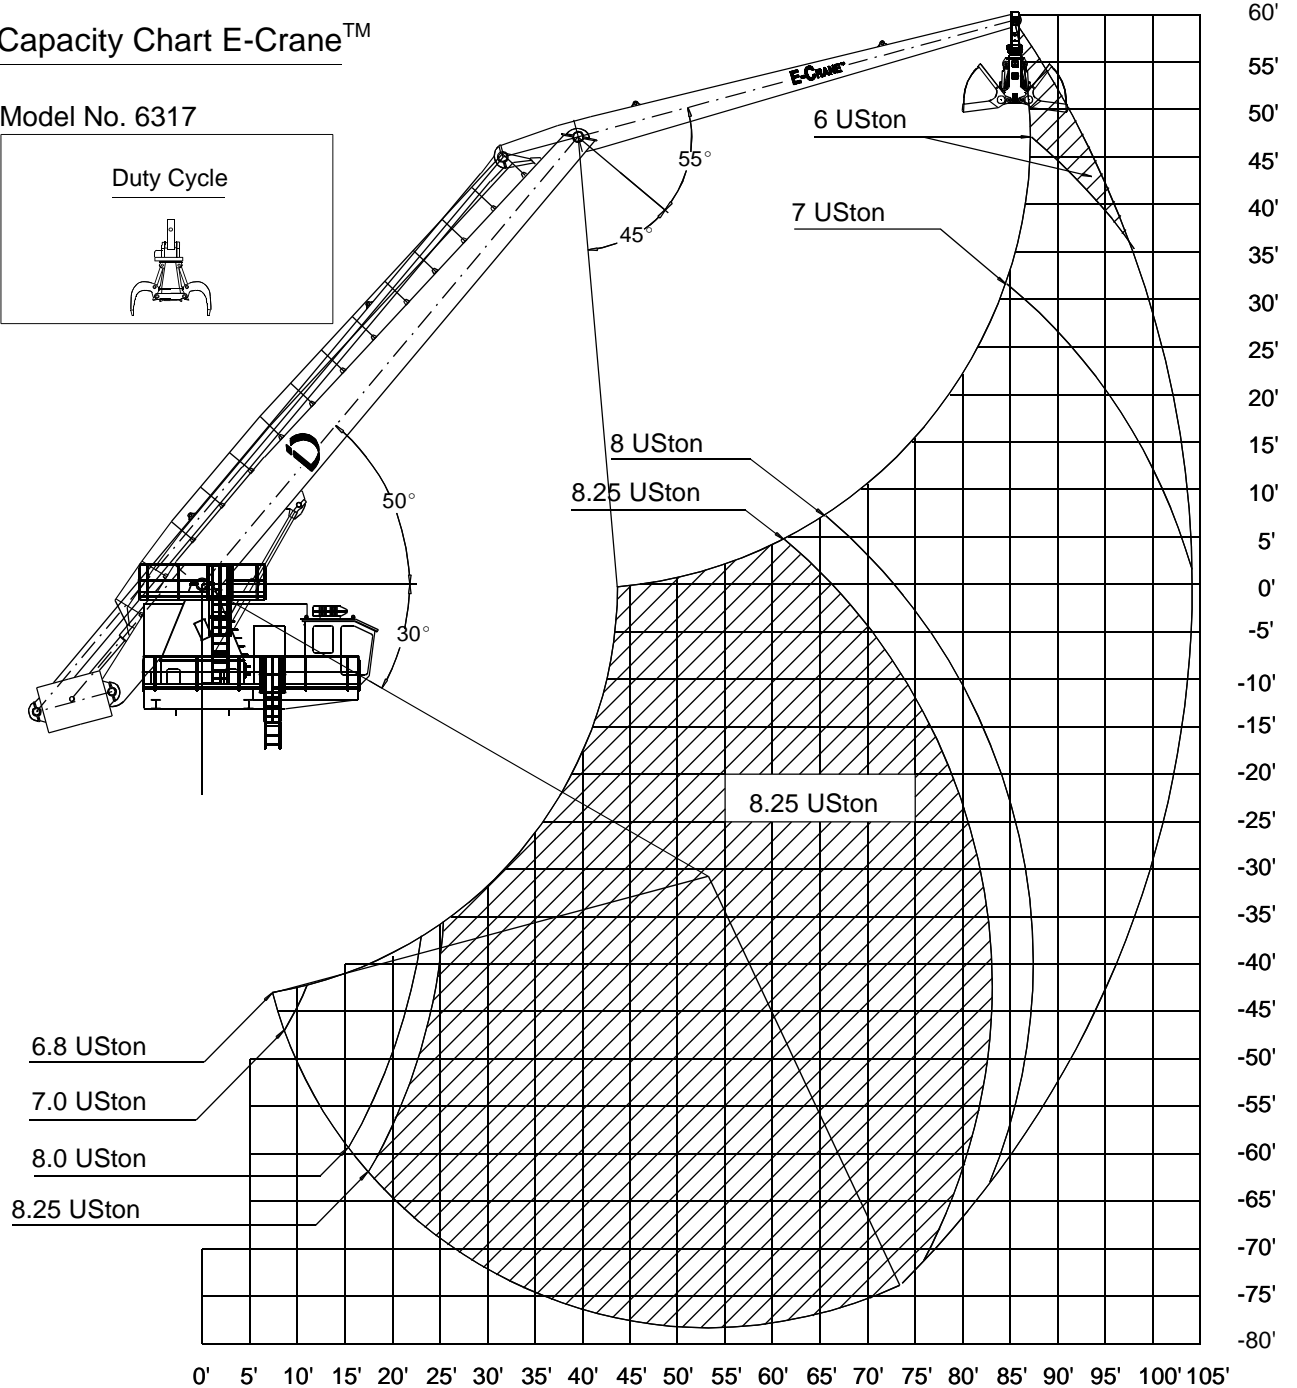 Capacity Chart E-Crane™
Model No. 6317
Duty Cycle
E-CRANE™
6 USton
7 USton
8 USton
8.25 USton
8.25 USton
6.8 USton
7.0 USton
8.0 USton
8.25 USton
55°
45°
50°
30°
60'
55'
50'
45'
40'
35'
30'
25'
20'
15'
10'
5'
0'
-5'
-10'
-15'
-20'
-25'
-30'
-35'
-40'
-45'
-50'
-55'
-60'
-65'
-70'
-75'
-80'
0' 5' 10' 15' 20' 25' 30' 35' 40' 45' 50' 55' 60' 65' 70' 75' 80' 85' 90' 95' 100' 105'